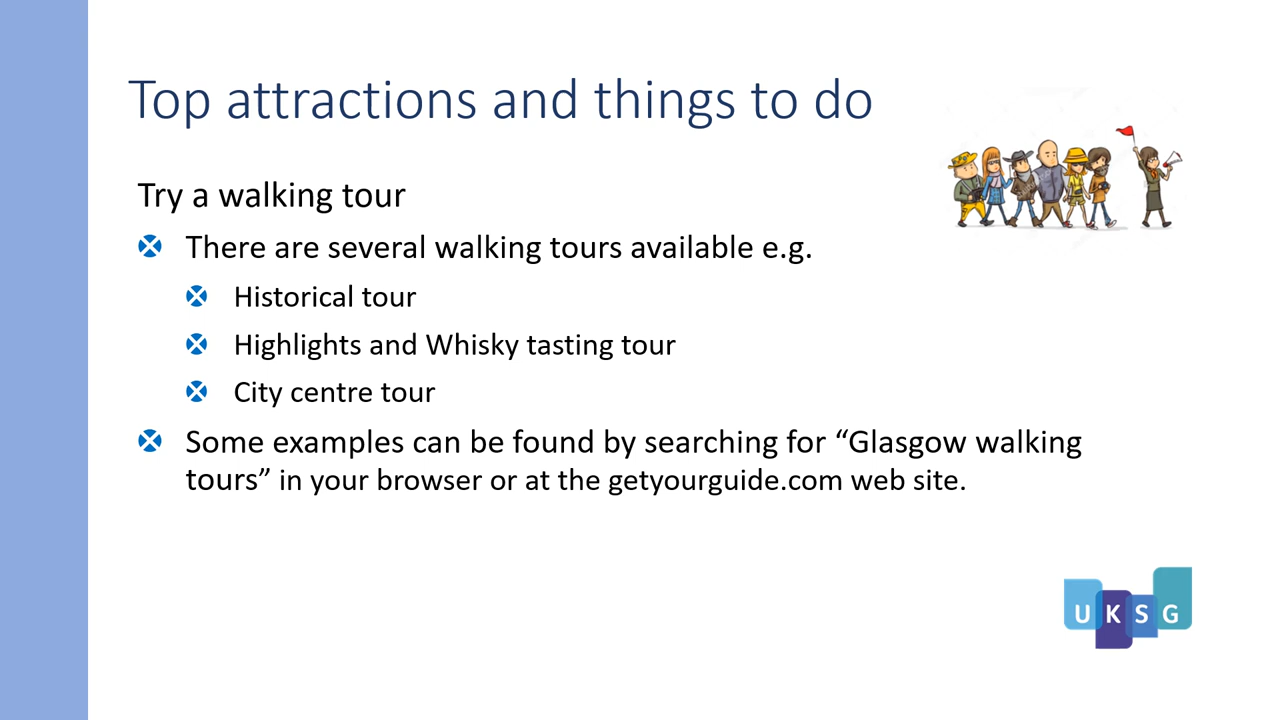 Top attractions and things to do
Try a walking tour
There are several walking tours available e.g.
Historical tour
Highlights and Whisky tasting tour
City centre tour
Some examples can be found by searching for “Glasgow walking
tours” in your browser or at the getyourguide.com web site.
UKSG